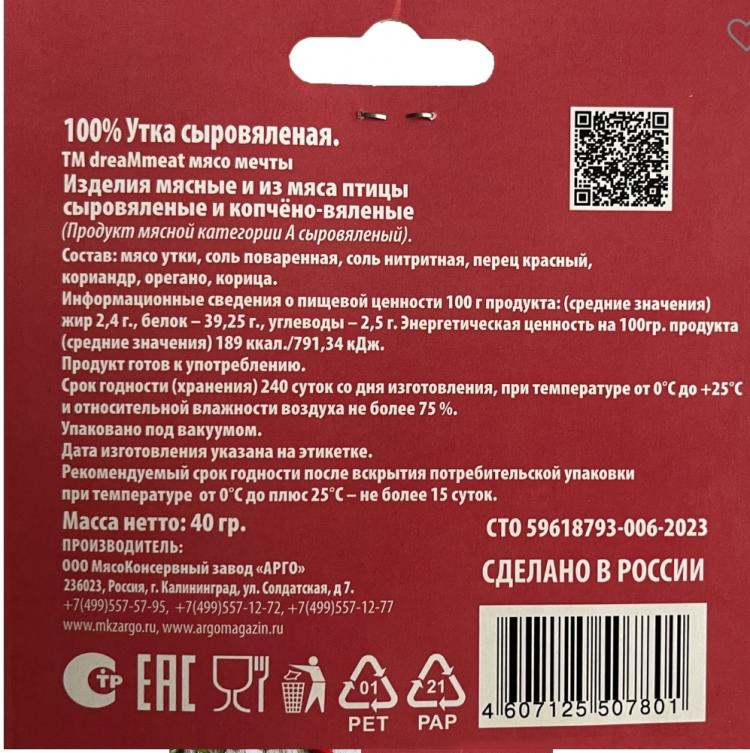 100% Утка сыровяленая.
ТМ dreaMmeat мясо мечты
Изделия мясные и из мяса птицы
сыровяленые и копчёно-вяленые
(Продукт мясной категории А сыровяленый).
Состав: мясо утки, соль поваренная, соль нитритная, перец красный,
кориандр, орегано, корица.
Информационные сведения о пищевой ценности 100 г продукта: (средние значения)
жир 2,4 г., белок – 39,25 г., углеводы – 2,5 г. Энергетическая ценность на 100гр. продукта
(средние значения) 189 ккал./791,34 кДж.
Продукт готов к употреблению.
Срок годности (хранения) 240 суток со дня изготовления, при температуре от 0°С до +25°С
и относительной влажности воздуха не более 75 %.
Упаковано под вакуумом.
Дата изготовления указана на этикетке.
Рекомендуемый срок годности после вскрытия потребительской упаковки
при температуре от 0°С до плюс 25°С – не более 15 суток.
Масса нетто: 40 гр.
СТО 59618793-006-2023
ПРОИЗВОДИТЕЛЬ:
ООО МясоКонсервный завод «АРГО»
236023, Россия, г. Калининград, ул. Солдатская, д 7.
+7(499)557-57-95, +7(499)557-12-72, +7(499)557-12-77
www.mkzargo.ru, www.argomagazin.ru
СДЕЛАНО В РОССИИ
СТР EAC 01 PET 21 PAP
4 607125 507801